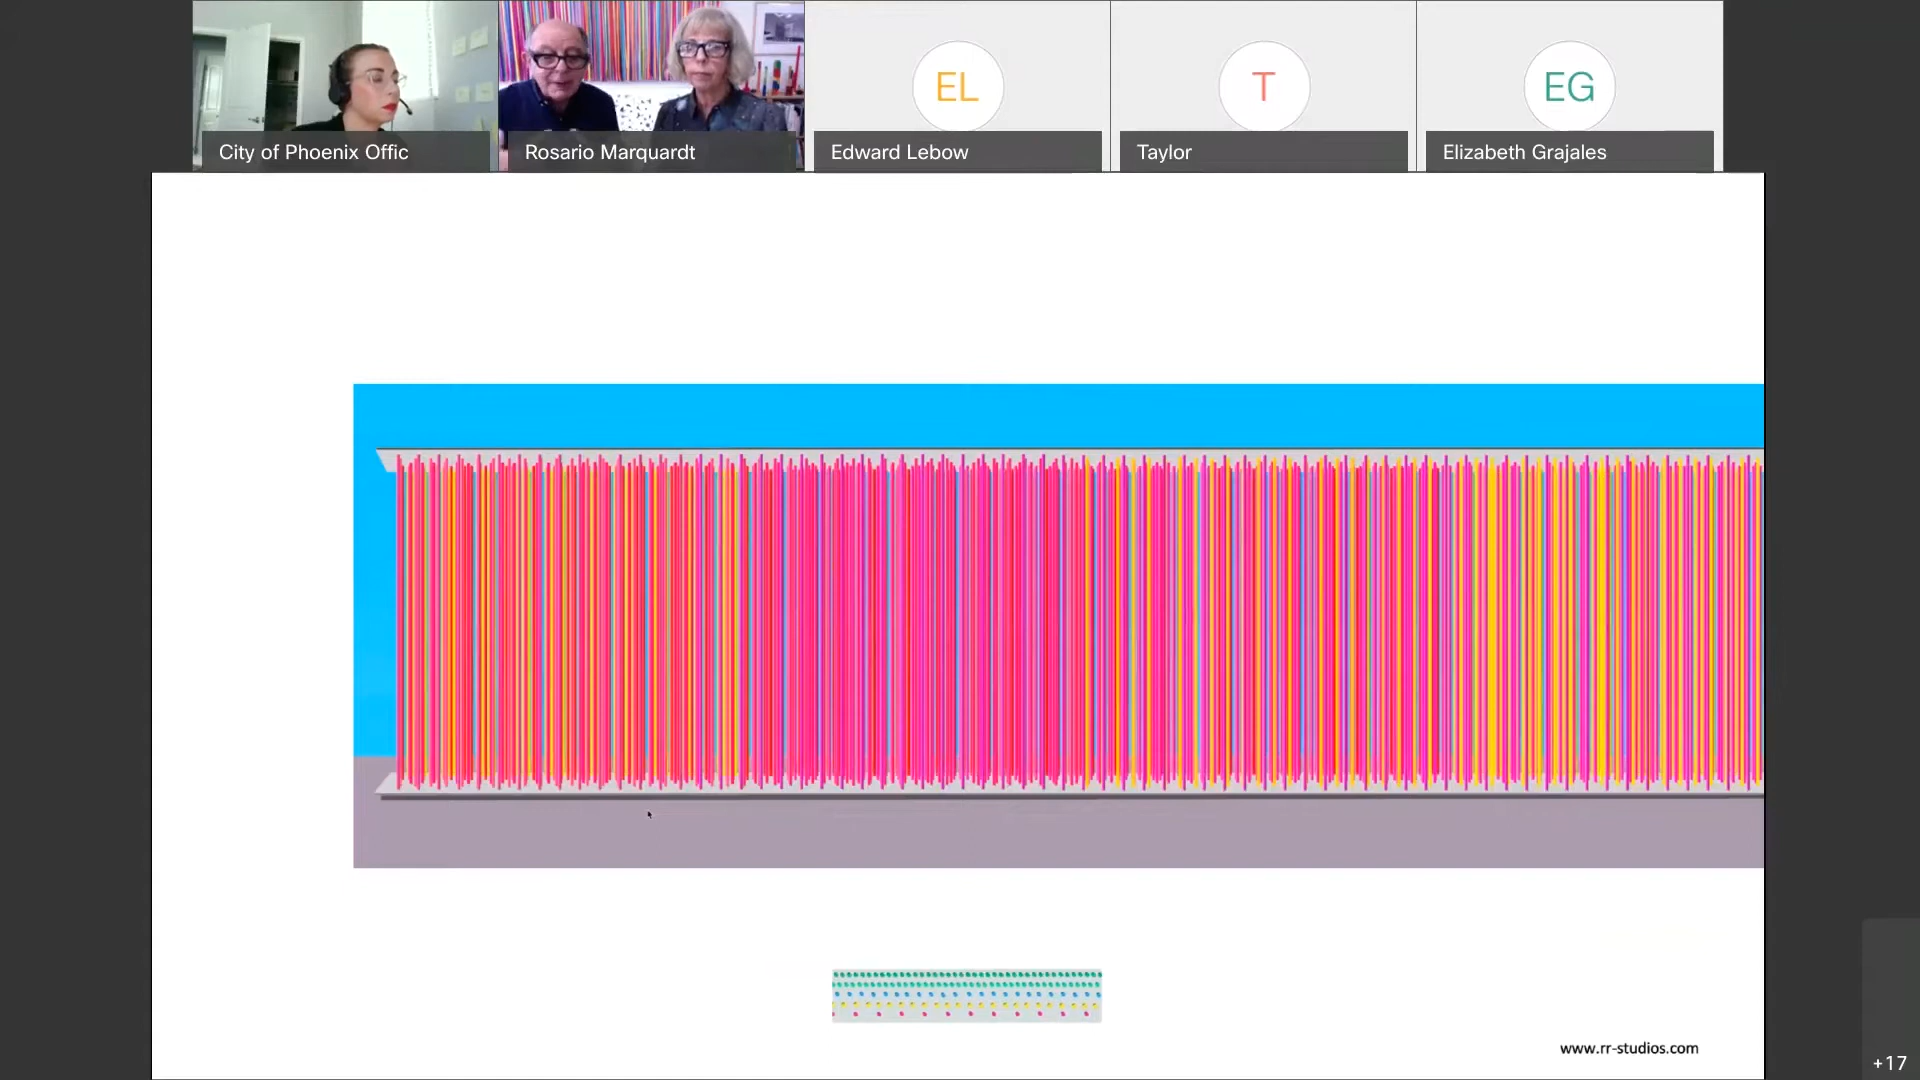 City of Phoenix Offic
Rosario Marquardt
EL
Edward Lebow
T
Taylor
EG
Elizabeth Grajales
www.rr-studios.com
+17